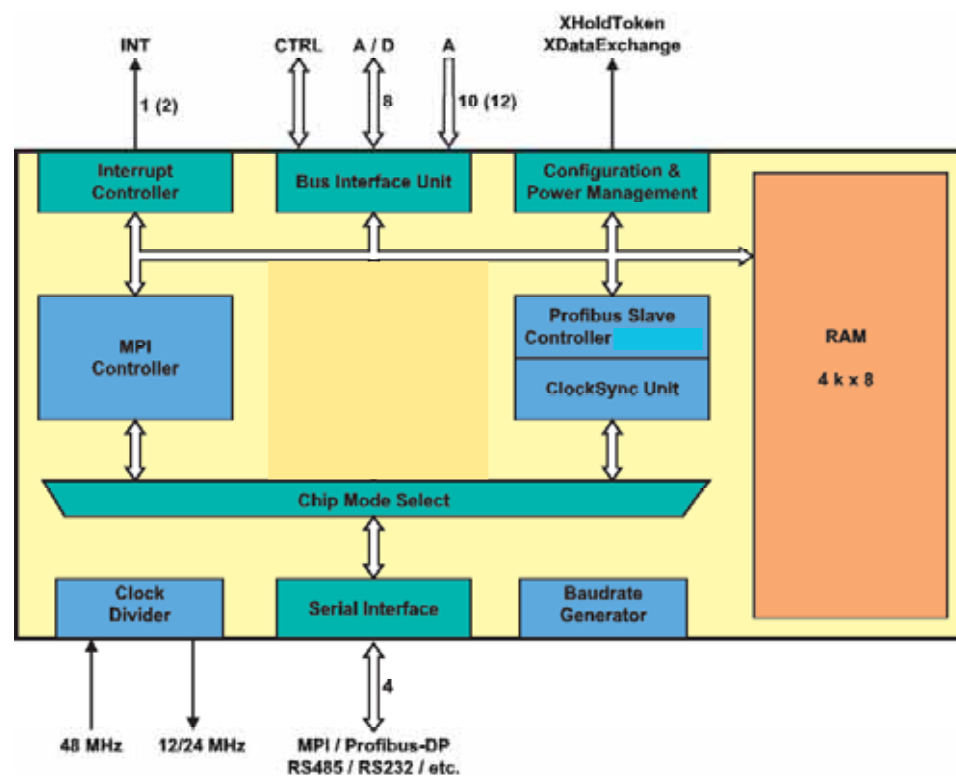 XHoldToken
XDataExchange
INT
CTRL
A / D
A
1 (2)
8
10 (12)
Interrupt
Controller
Bus Interface Unit
Configuration &
Power Management
MPI
Controller
Profibus Slave
Controller
ClockSync Unit
RAM
4 k x 8
Chip Mode Select
Clock
Divider
Serial Interface
Baudrate
Generator
4
48 MHz
12/24 MHz
MPI / Profibus-DP
RS485 / RS232 / etc.